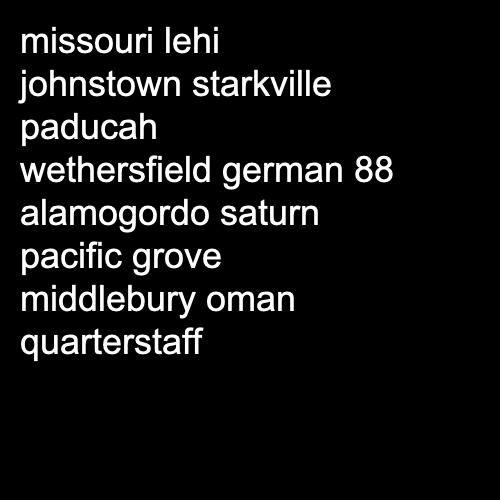 missouri lehi
johnstown starkville
paducah
wethersfield german 88
alamogordo saturn
pacific grove
middlebury oman
quarterstaff